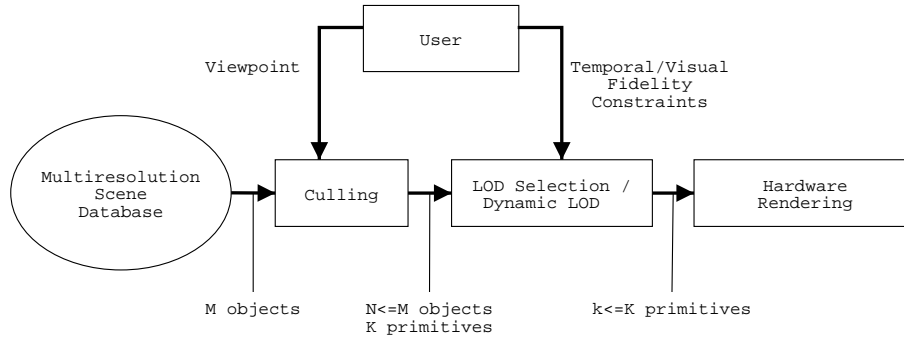 User
Viewpoint
Temporal/Visual
Fidelity
Constraints
Multiresolution
Scene
Database
Culling
LOD Selection /
Dynamic LOD
Hardware
Rendering
M objects
N<=M objects
K primitives
k<=K primitives